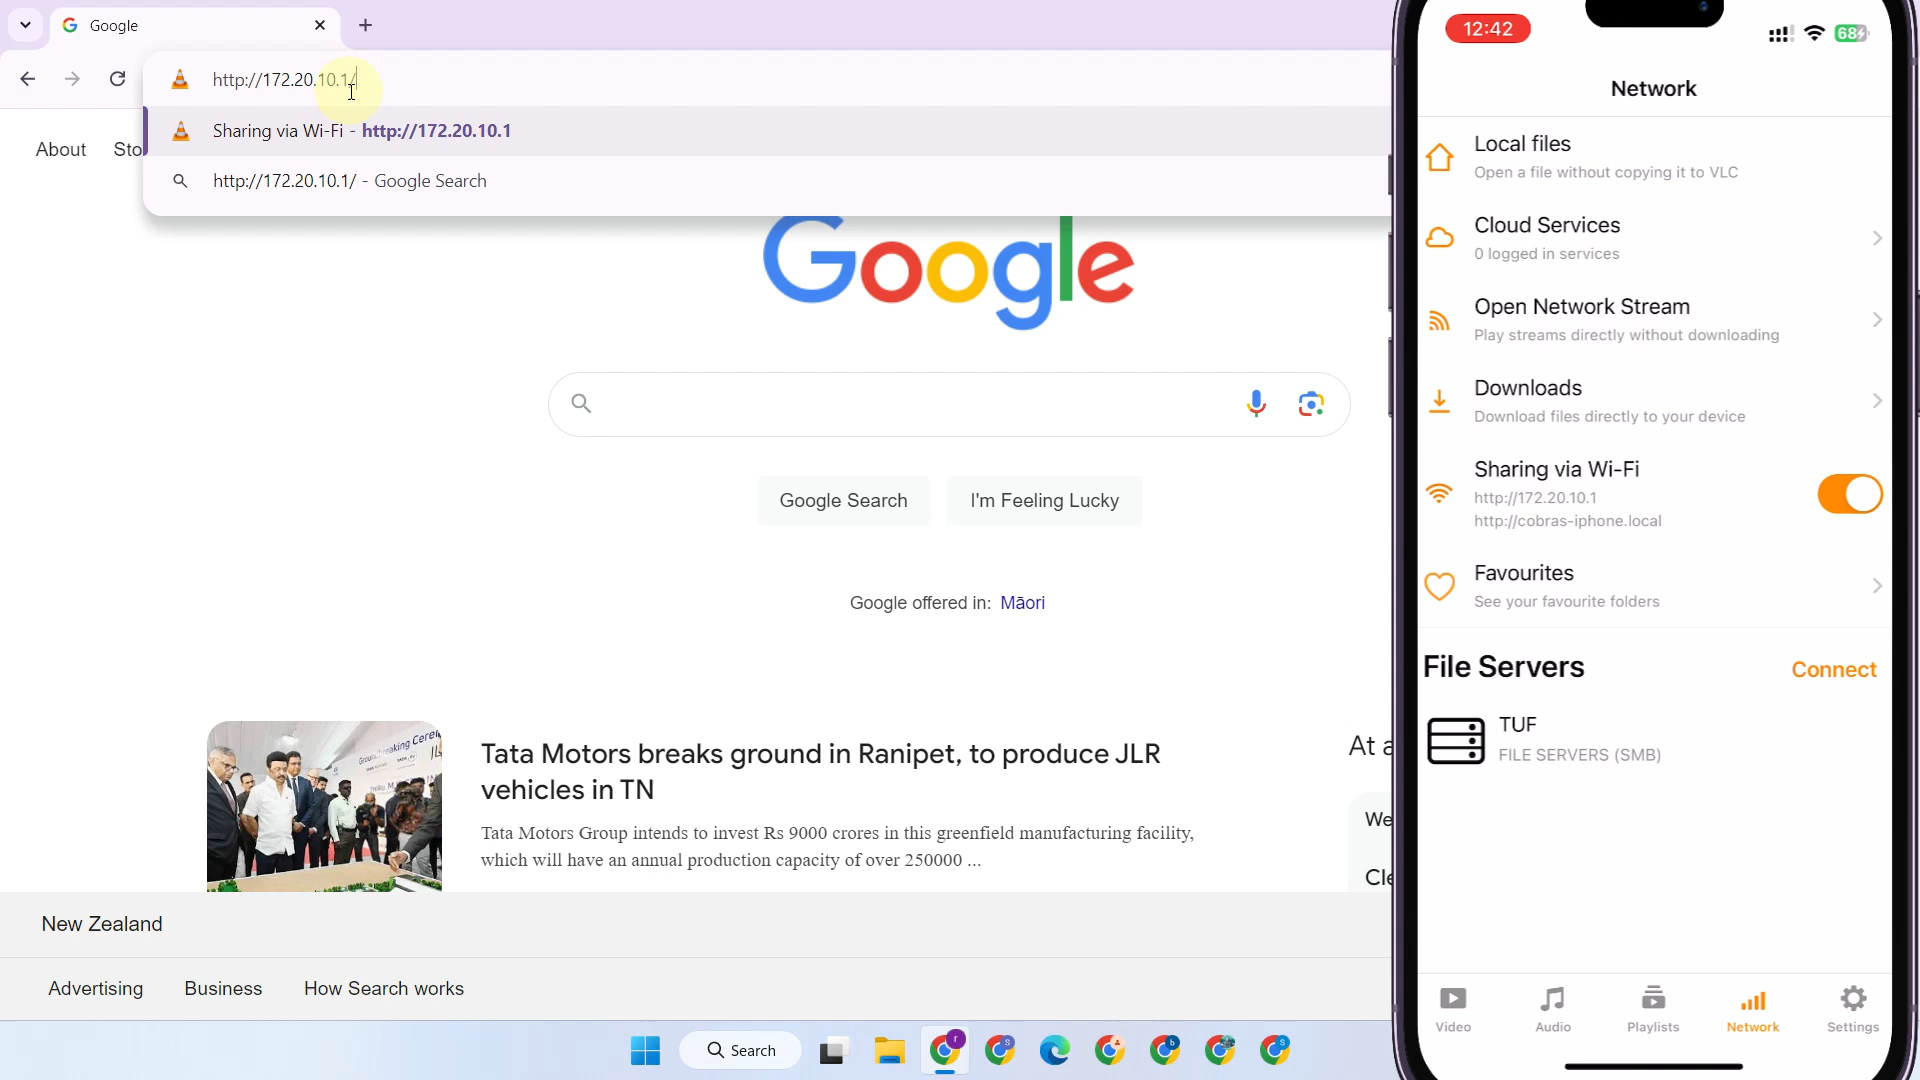 Google
http://172.20.10.1/
Sharing via Wi-Fi - http://172.20.10.1
http://172.20.10.1/ - Google Search
About
Sto
Google
Google Search
I'm Feeling Lucky
Google offered in: Māori
Tata Motors breaks ground in Ranipet, to produce JLR
vehicles in TN
Tata Motors Group intends to invest Rs 9000 crores in this greenfield manufacturing facility,
which will have an annual production capacity of over 250000 ...
At a
We
Cle
New Zealand
Advertising
Business
How Search works
Search
12:42
68
Network
Local files
Open a file without copying it to VLC
Cloud Services
0 logged in services
Open Network Stream
Play streams directly without downloading
Downloads
Download files directly to your device
Sharing via Wi-Fi
http://172.20.10.1
http://cobras-iphone.local
Favourites
See your favourite folders
File Servers
Connect
TUF
FILE SERVERS (SMB)
Video
Audio
Playlists
Network
Settings